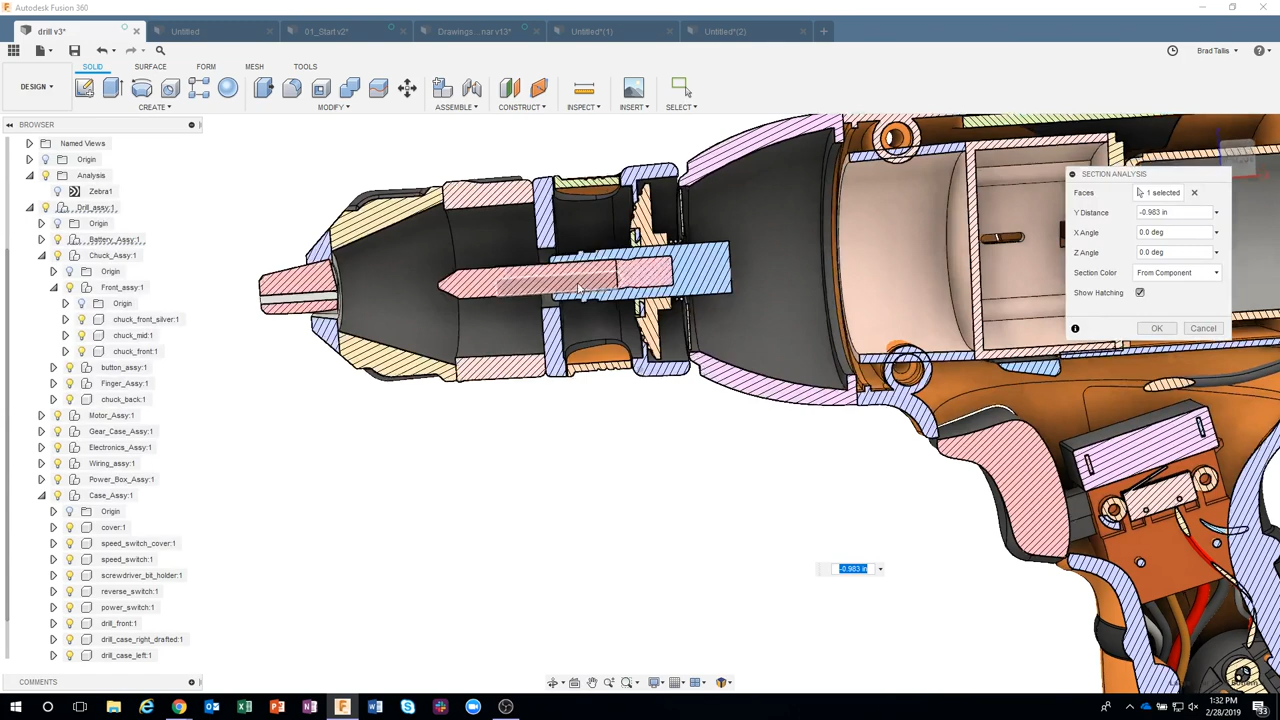 Autodesk Fusion 360
drill v3*
Untitled
01_Start v2*
Drawings ...nar v13*
Untitled*(1)
Untitled*(2)
Brad Tallis
SOLID
SURFACE
FORM
MESH
TOOLS
DESIGN
CREATE
MODIFY
ASSEMBLE
CONSTRUCT
INSPECT
INSERT
SELECT
BROWSER
Named Views
Origin
Analysis
Zebra1
Drill_assy:1
Origin
Battery_Assy:1
Chuck_Assy:1
Origin
Front_assy:1
Origin
chuck_front_silver:1
chuck_mid:1
chuck_front:1
button_assy:1
Finger_Assy:1
chuck_back:1
Motor_Assy:1
Gear_Case_Assy:1
Electronics_Assy:1
Wiring_assy:1
Power_Box_Assy:1
Case_Assy:1
Origin
cover:1
speed_switch_cover:1
speed_switch:1
screwdriver_bit_holder:1
reverse_switch:1
power_switch:1
drill_front:1
drill_case_right_drafted:1
drill_case_left:1
SECTION ANALYSIS
Faces 1 selected
Y Distance -0.983 in
X Angle 0.0 deg
Z Angle 0.0 deg
Section Color From Component
Show Hatching
OK Cancel
-0.983 in
COMMENTS
1:32 PM
2/28/2019
33